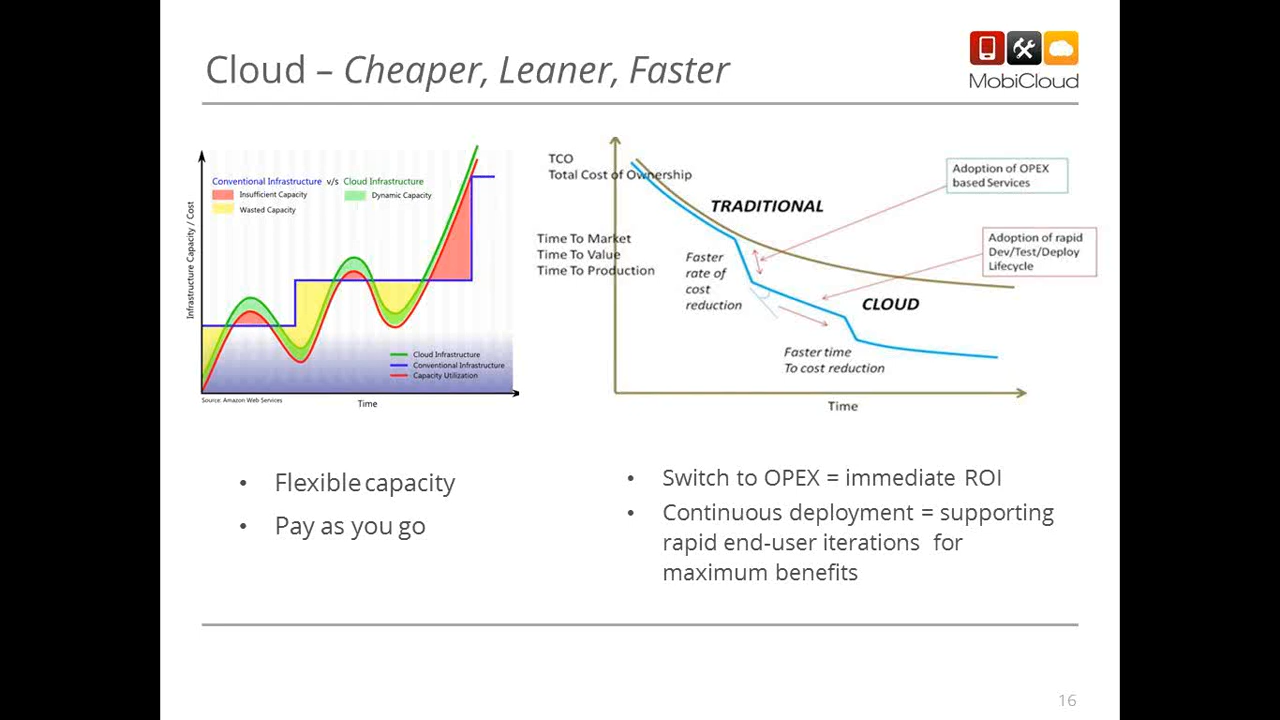 Cloud – Cheaper, Leaner, Faster
MobiCloud
Conventional Infrastructure v/s Cloud Infrastructure
Insufficient Capacity
Dynamic Capacity
Wasted Capacity
Infrastructure Capacity / Cost
Cloud Infrastructure
Conventional Infrastructure
Capacity Utilization
Source: Amazon Web Services
Time
TCO
Total Cost of Ownership
TRADITIONAL
Adoption of OPEX
based Services
Time To Market
Time To Value
Time To Production
Faster
rate of
cost
reduction
Adoption of rapid
Dev/Test/Deploy
Lifecycle
CLOUD
Faster time
To cost reduction
Time
• Flexible capacity
• Pay as you go
• Switch to OPEX = immediate ROI
• Continuous deployment = supporting
rapid end-user iterations for
maximum benefits
16